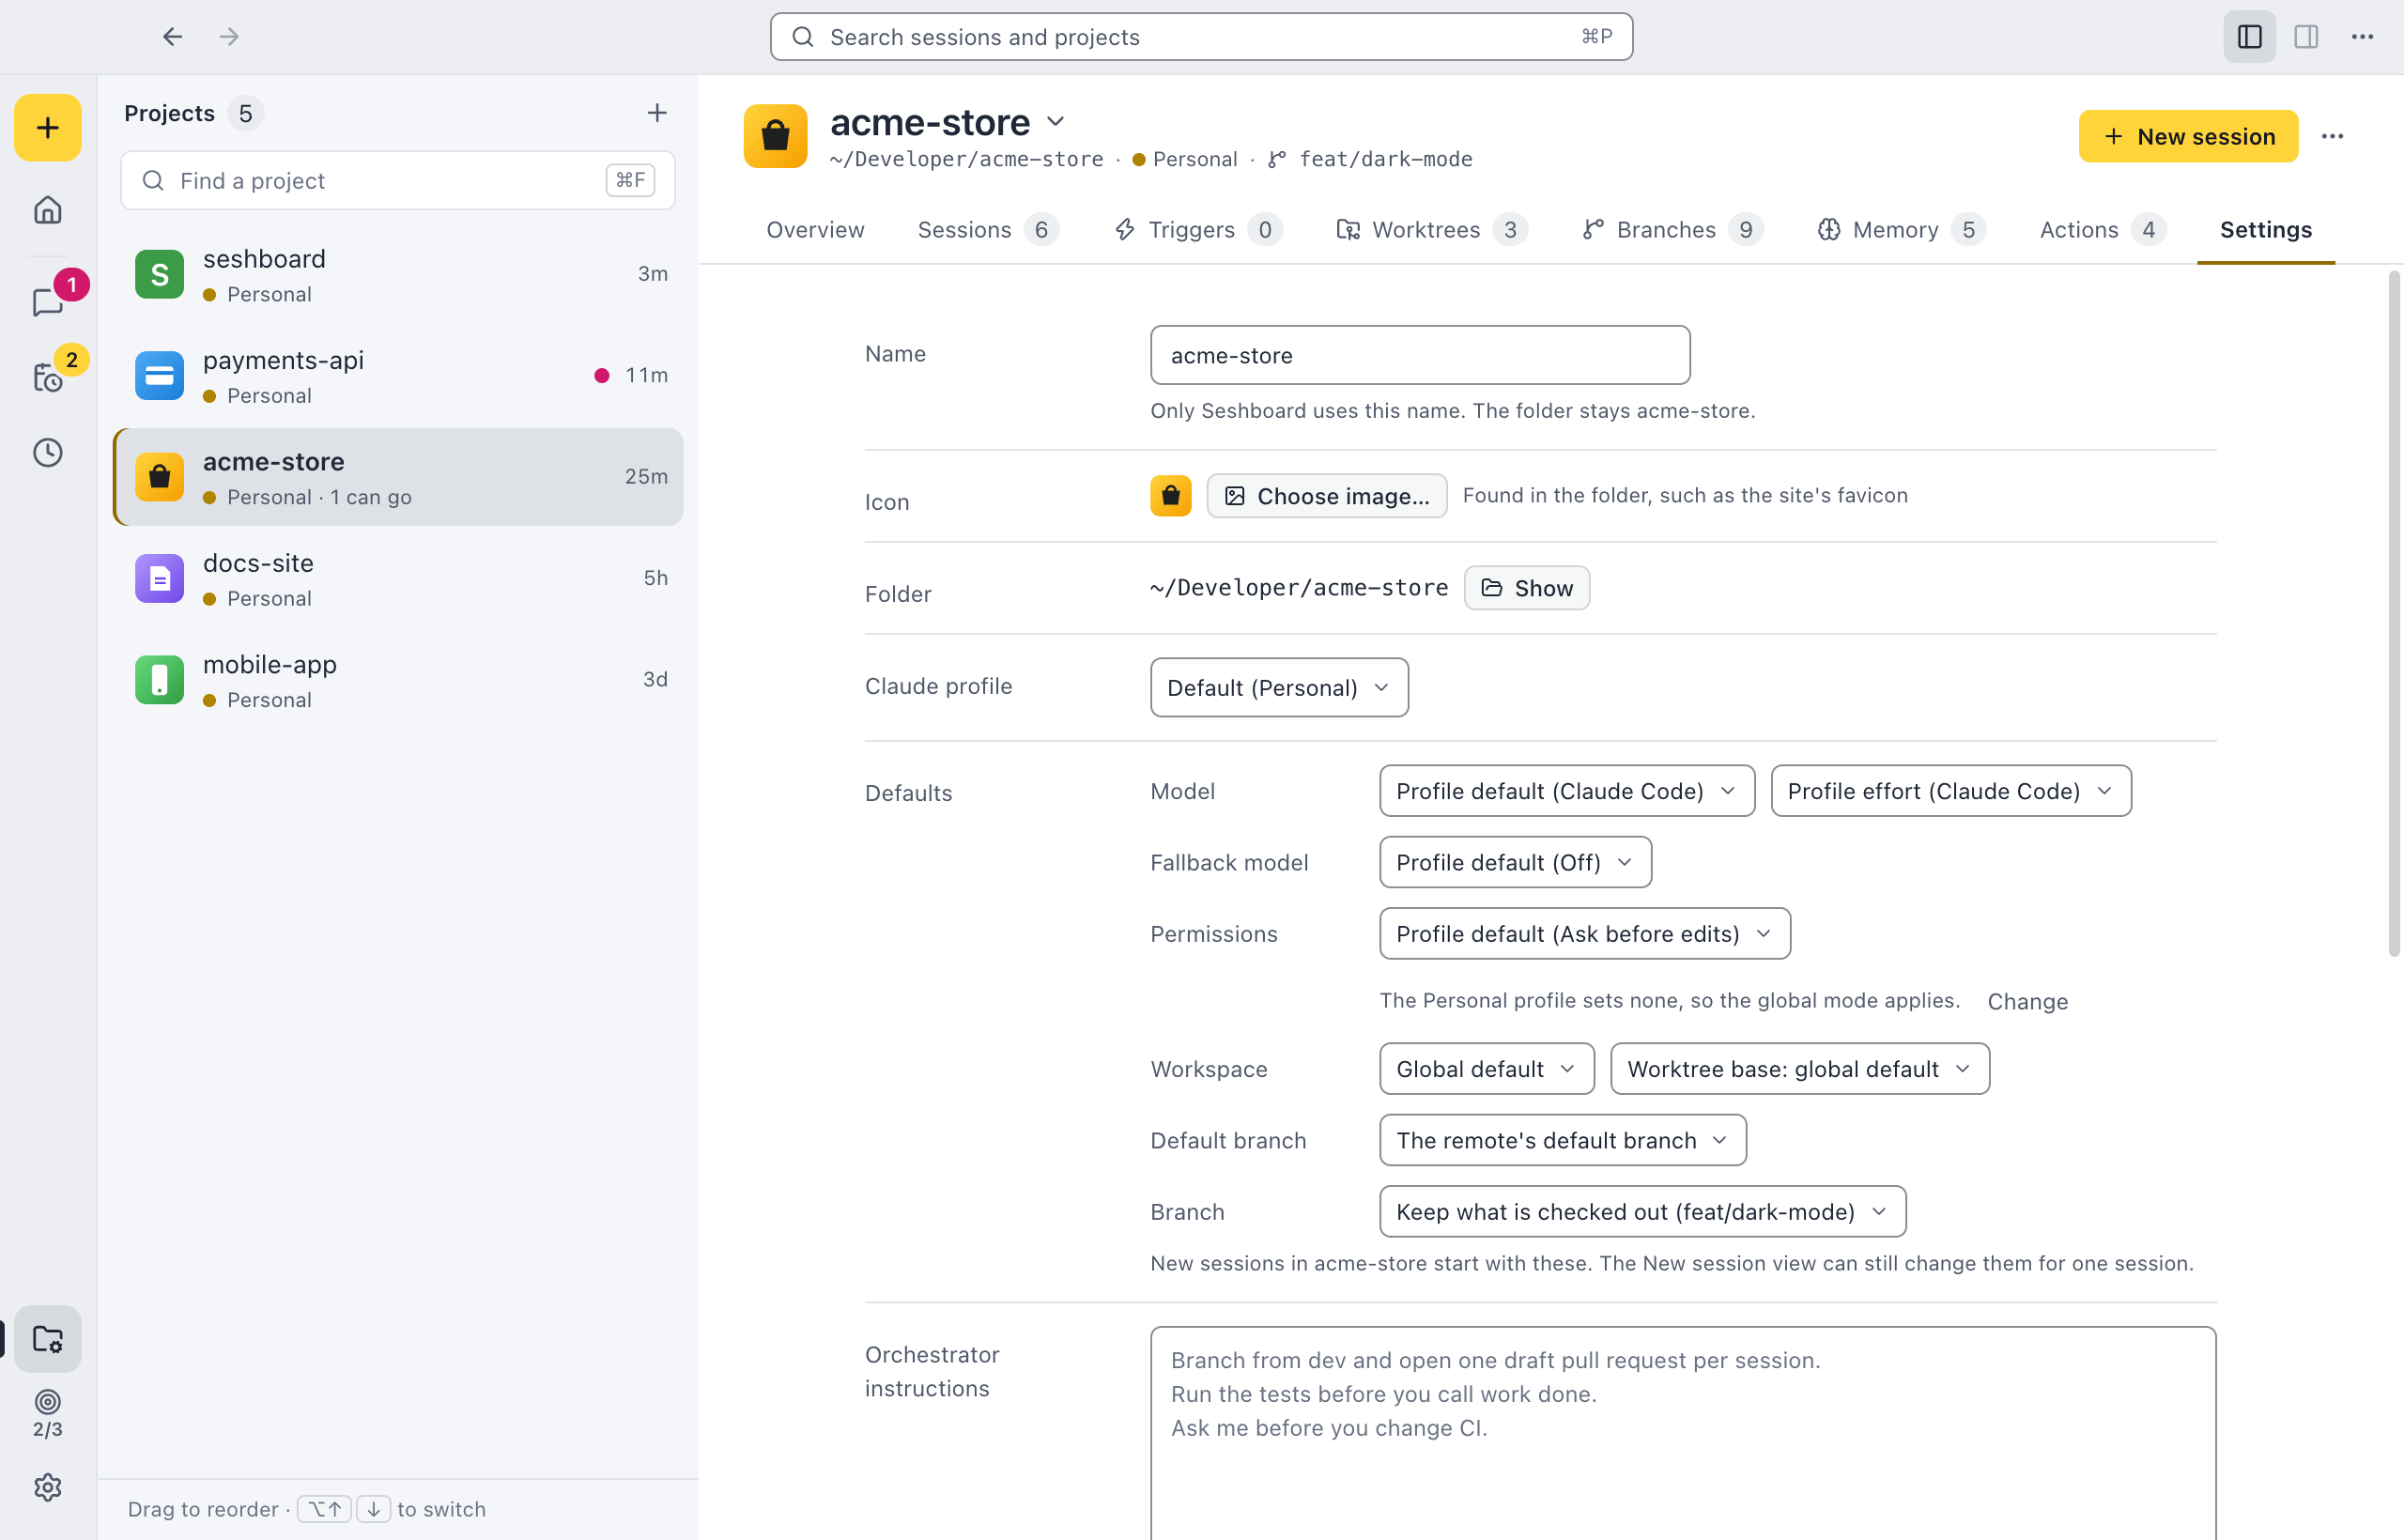 Search sessions and projects ⌘P
Projects 5
Find a project ⌘F
S
seshboard
Personal
3m
payments-api
Personal
11m
acme-store
Personal · 1 can go
25m
docs-site
Personal
5h
mobile-app
Personal
3d
1
2
2/3
Drag to reorder · ⌥↑ ↓ to switch
acme-store
~/Developer/acme-store · Personal · feat/dark-mode
+ New session
Overview Sessions 6 Triggers 0 Worktrees 3 Branches 9 Memory 5 Actions 4 Settings
Name
acme-store
Only Seshboard uses this name. The folder stays acme-store.
Icon
Choose image...
Found in the folder, such as the site's favicon
Folder
~/Developer/acme-store
Show
Claude profile
Default (Personal)
Defaults
Model
Profile default (Claude Code)
Profile effort (Claude Code)
Fallback model
Profile default (Off)
Permissions
Profile default (Ask before edits)
The Personal profile sets none, so the global mode applies. Change
Workspace
Global default
Worktree base: global default
Default branch
The remote's default branch
Branch
Keep what is checked out (feat/dark-mode)
New sessions in acme-store start with these. The New session view can still change them for one session.
Orchestrator
instructions
Branch from dev and open one draft pull request per session.
Run the tests before you call work done.
Ask me before you change CI.